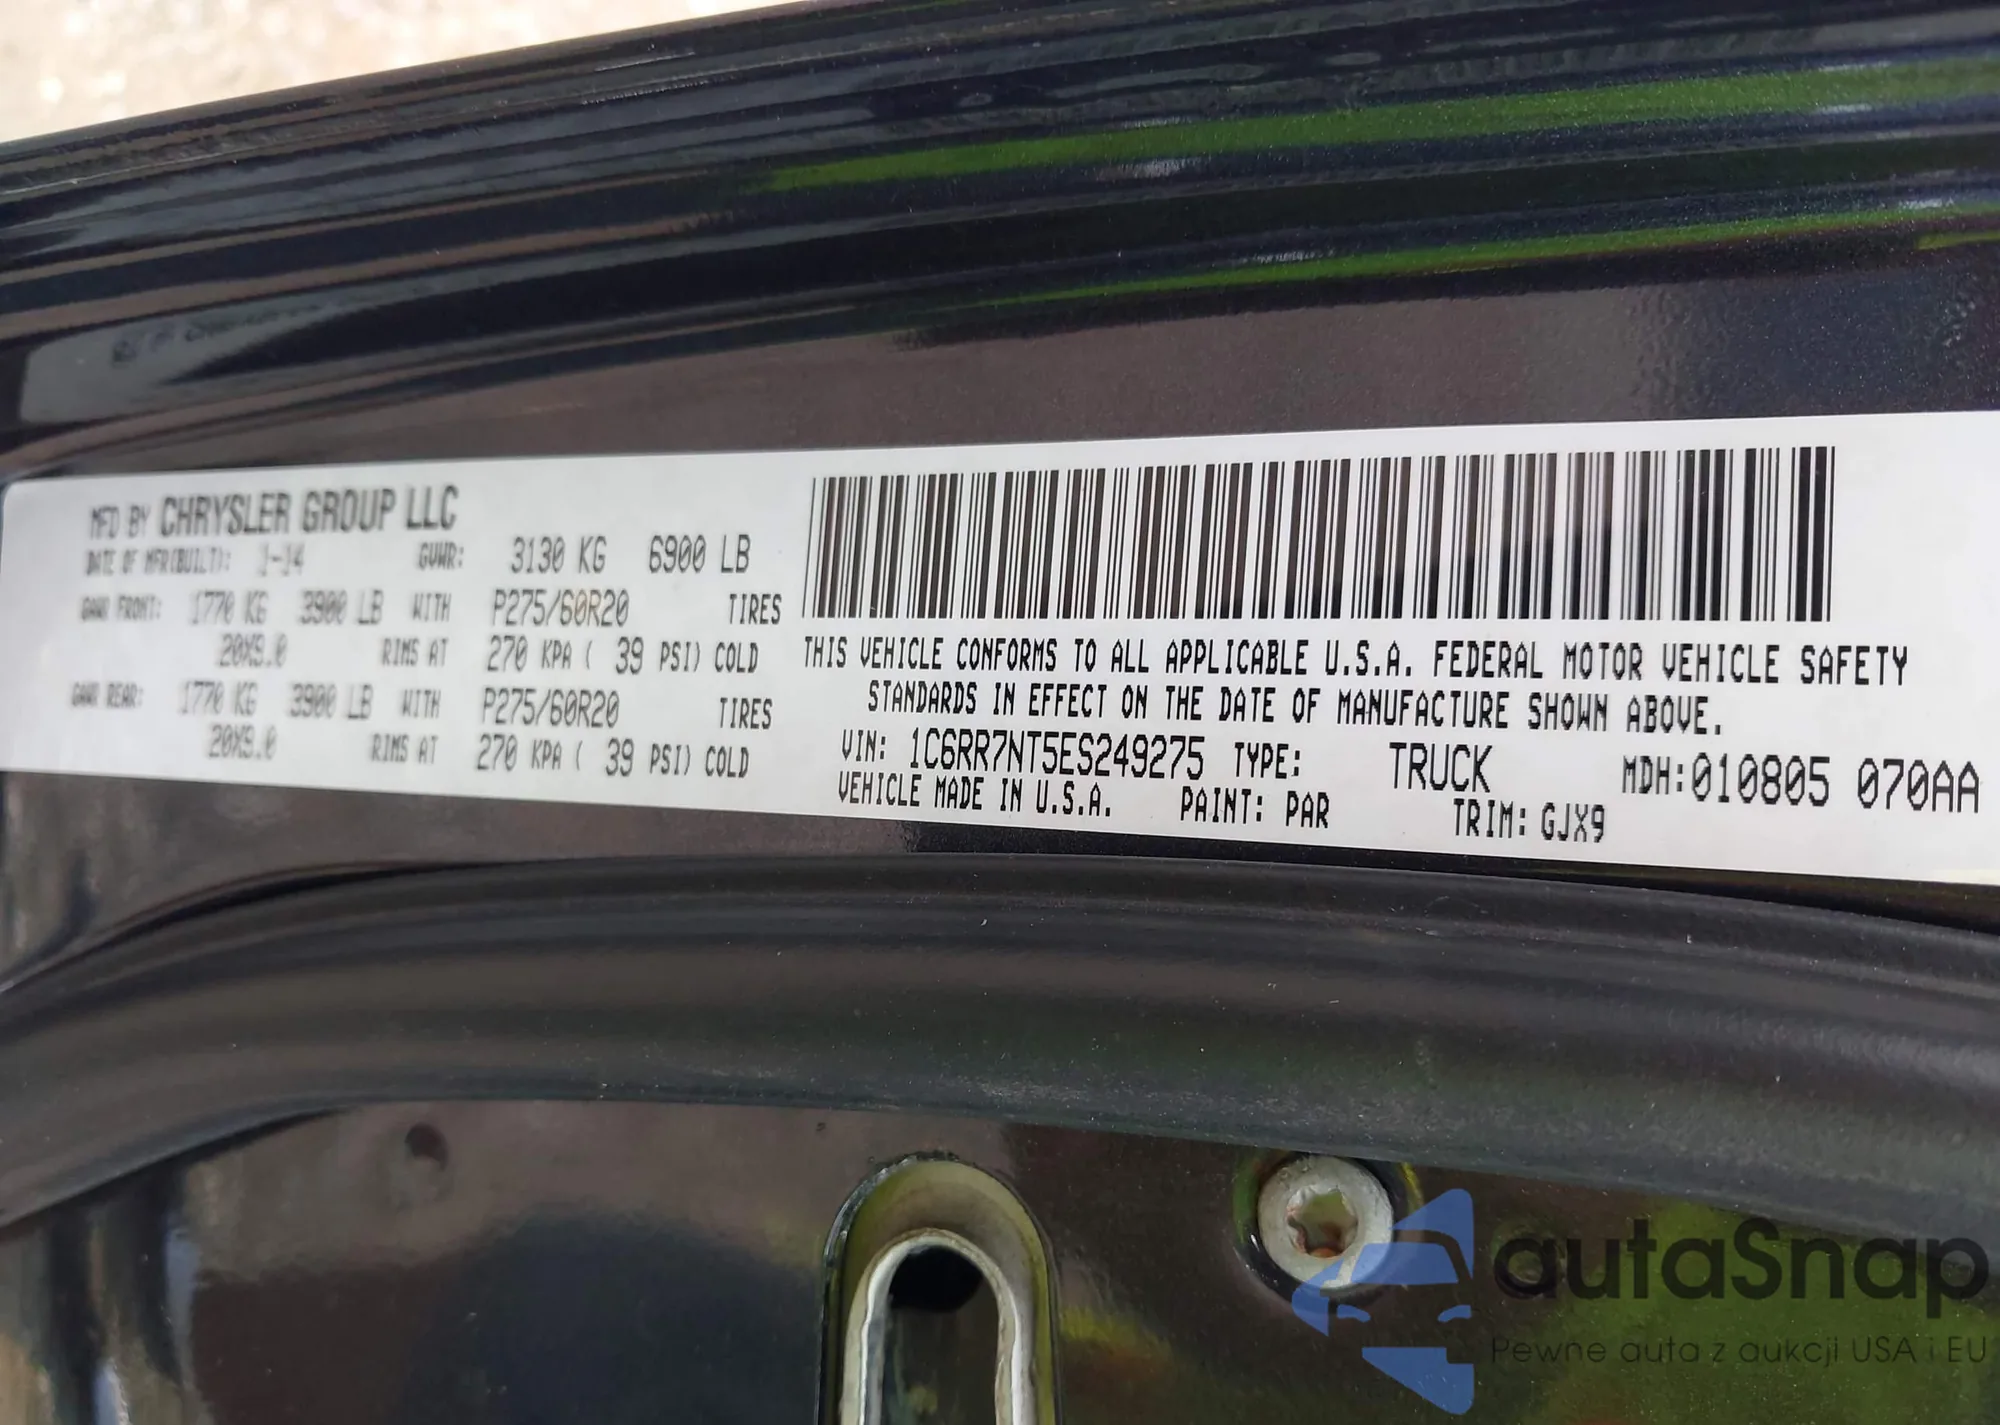 MFD BY CHRYSLER GROUP LLC
DATE OF MFR(BUILT): 1-14 GVWR: 3130 KG 6900 LB
GAWR FRONT: 1770 KG 3900 LB WITH P275/60R20 TIRES
20X9.0 RIMS AT 270 KPA ( 39 PSI) COLD
GAWR REAR: 1770 KG 3900 LB WITH P275/60R20 TIRES
20X9.0 RIMS AT 270 KPA ( 39 PSI) COLD
THIS VEHICLE CONFORMS TO ALL APPLICABLE U.S.A. FEDERAL MOTOR VEHICLE SAFETY
STANDARDS IN EFFECT ON THE DATE OF MANUFACTURE SHOWN ABOVE.
VIN: 1C6RR7NT5ES249275 TYPE: TRUCK MDH:010805 070AA
VEHICLE MADE IN U.S.A. PAINT: PAR TRIM: GJX9
autaSnap
Pewne auta z aukcji USA i EU